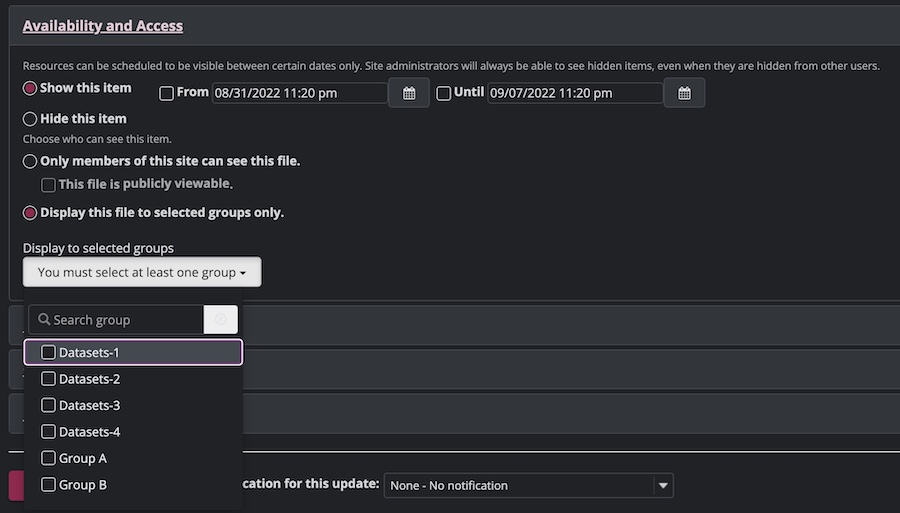 Availability and Access
Resources can be scheduled to be visible between certain dates only. Site administrators will always be able to see hidden items, even when they are hidden from other users.
Show this item From 08/31/2022 11:20 pm Until 09/07/2022 11:20 pm
Hide this item
Choose who can see this item.
Only members of this site can see this file.
This file is publicly viewable.
Display this file to selected groups only.
Display to selected groups
You must select at least one group
Search group
Datasets-1
Datasets-2
Datasets-3
Datasets-4
Group A
Group B
for this update: None - No notification